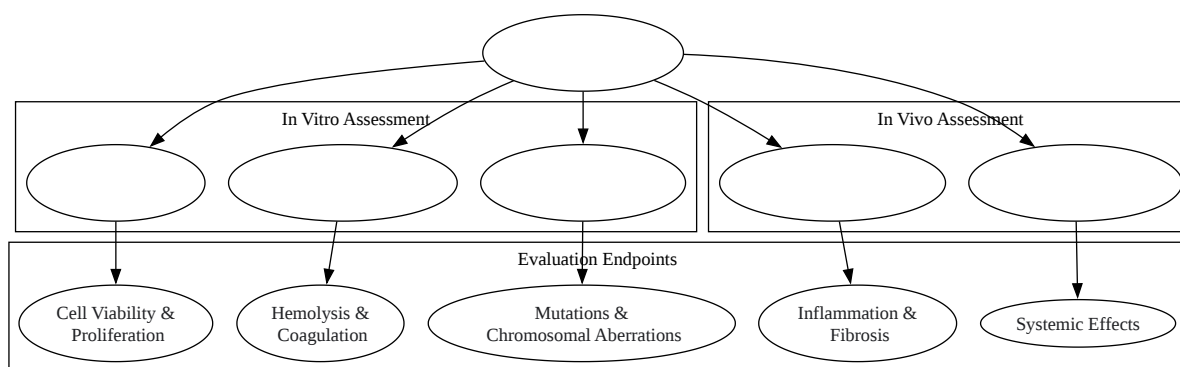 In Vitro Assessment
In Vivo Assessment
Evaluation Endpoints
Cell Viability &
Proliferation
Hemolysis &
Coagulation
Mutations &
Chromosomal Aberrations
Inflammation &
Fibrosis
Systemic Effects